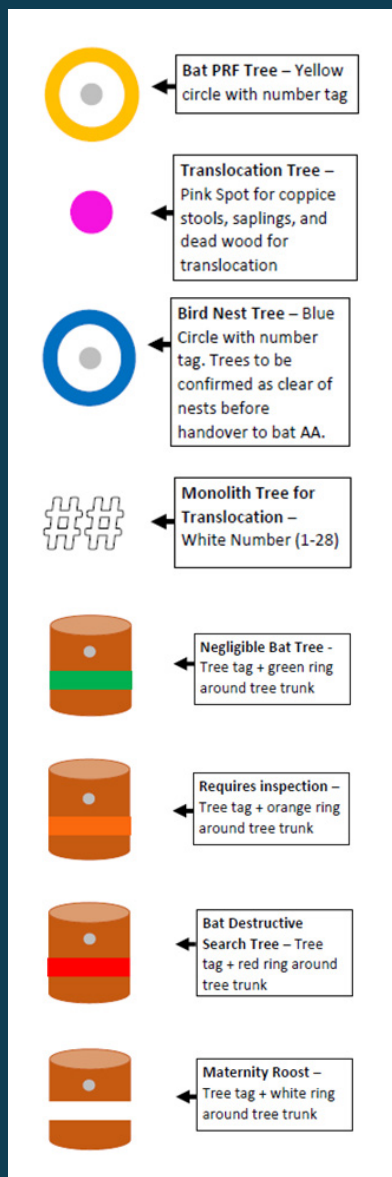 Bat PRF Tree – Yellow
circle with number tag
Translocation Tree –
Pink Spot for coppice
stools, saplings, and
dead wood for
translocation
Bird Nest Tree – Blue
Circle with number
tag. Trees to be
confirmed as clear of
nests before
handover to bat AA.
##
Monolith Tree for
Translocation –
White Number (1-28)
Negligible Bat Tree -
Tree tag + green ring
around tree trunk
Requires inspection –
Tree tag + orange ring
around tree trunk
Bat Destructive
Search Tree – Tree
tag + red ring around
tree trunk
Maternity Roost –
Tree tag + white ring
around tree trunk